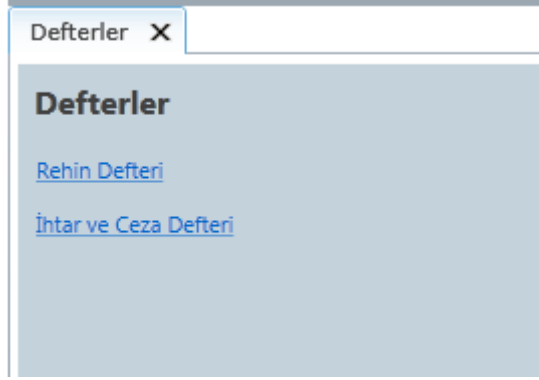 Defterler X
Defterler
Rehin Defteri
İhtar ve Ceza Defteri